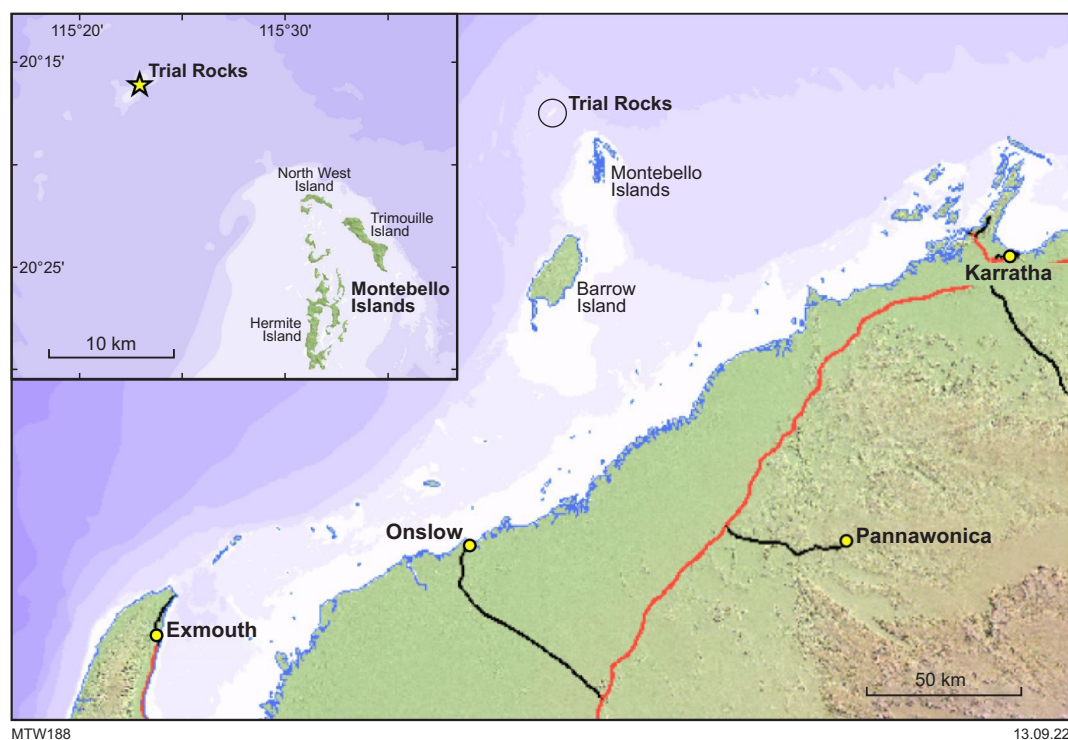 115°20' 115°30'
20°15'
Trial Rocks
North West
Island
Trimouille
Island
20°25'
Montebello
Islands
Hermite
Island
10 km
Trial Rocks
Montebello
Islands
Barrow
Island
Karratha
Onslow
Pannawonica
Exmouth
50 km
MTW188 13.09.22